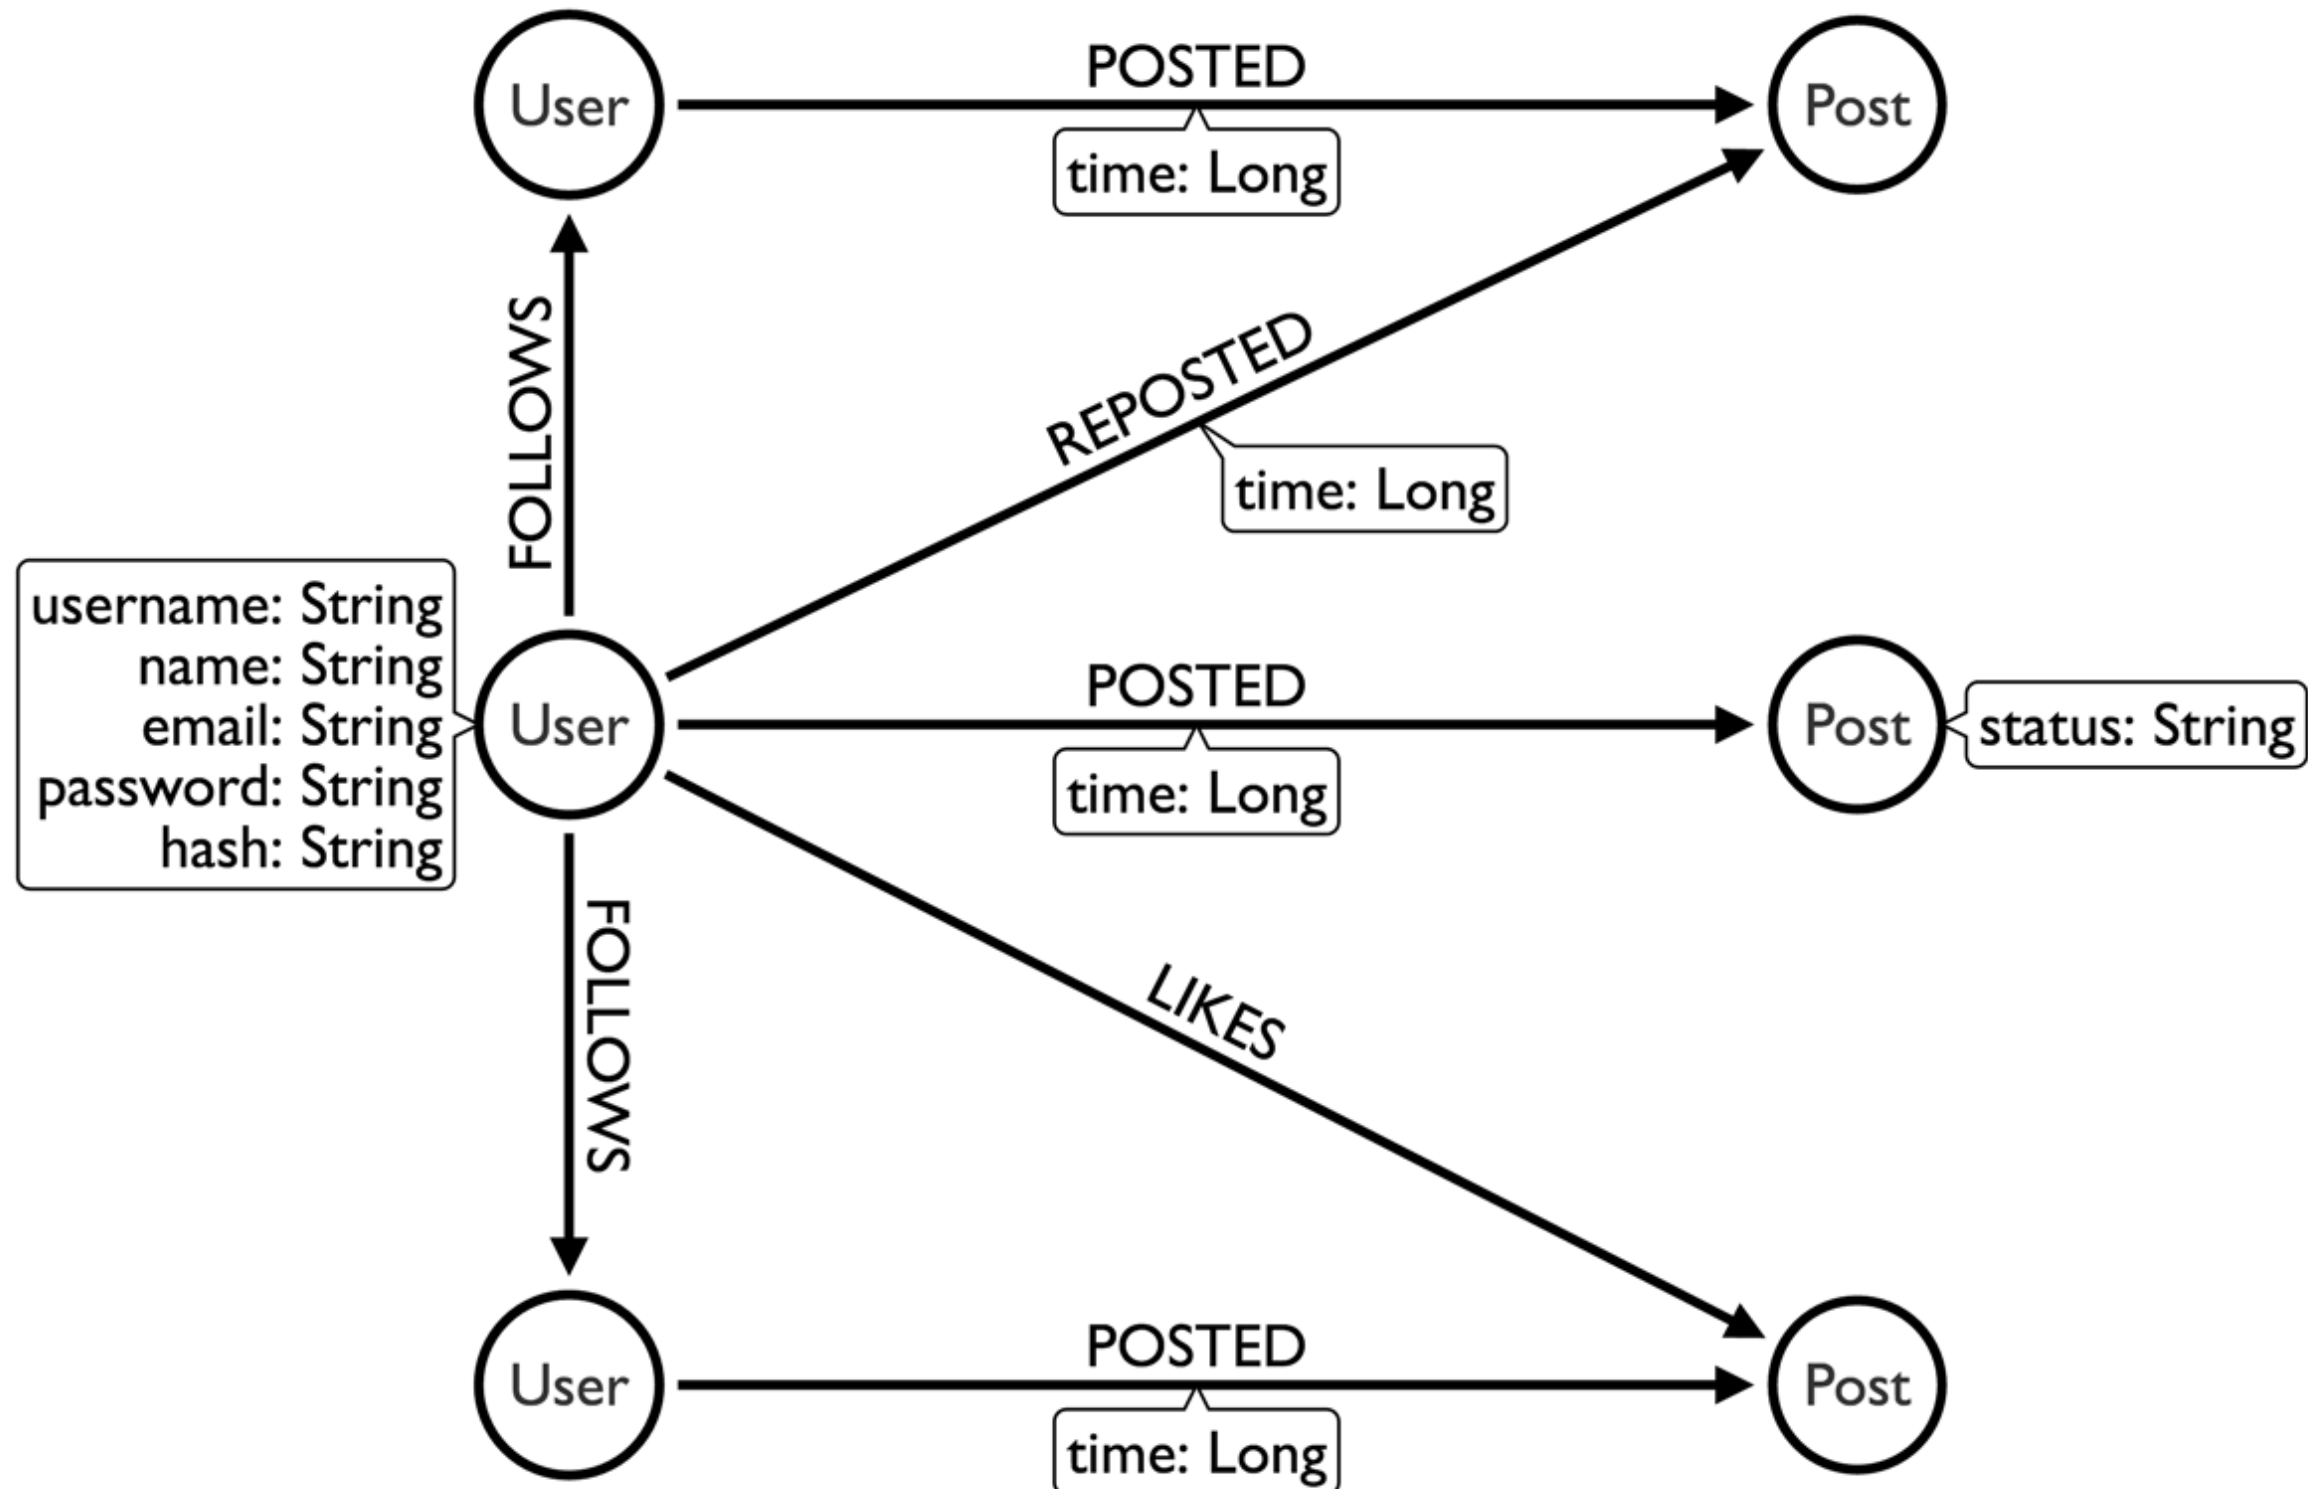 User
POSTED
Post
time: Long
FOLLOWS
REPOSTED
time: Long
username: String
name: String
email: String
password: String
hash: String
User
POSTED
time: Long
Post
status: String
FOLLOWS
LIKES
User
POSTED
time: Long
Post